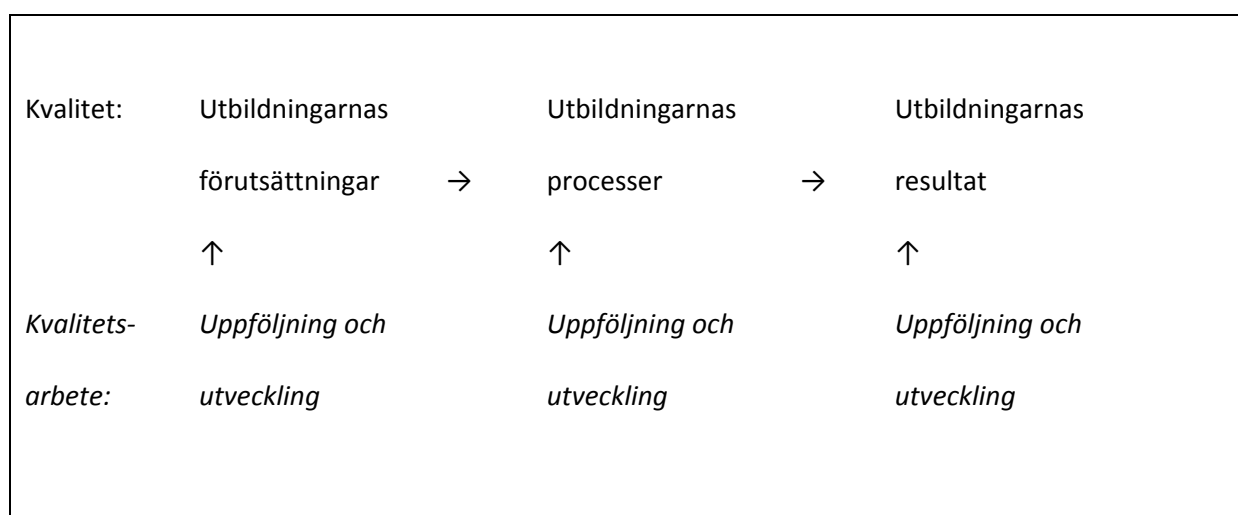 Kvalitet: Utbildningarnas Utbildningarnas Utbildningarnas
förutsättningar → processer → resultat
↑ ↑ ↑
Kvalitets- Uppföljning och Uppföljning och Uppföljning och
arbete: utveckling utveckling utveckling